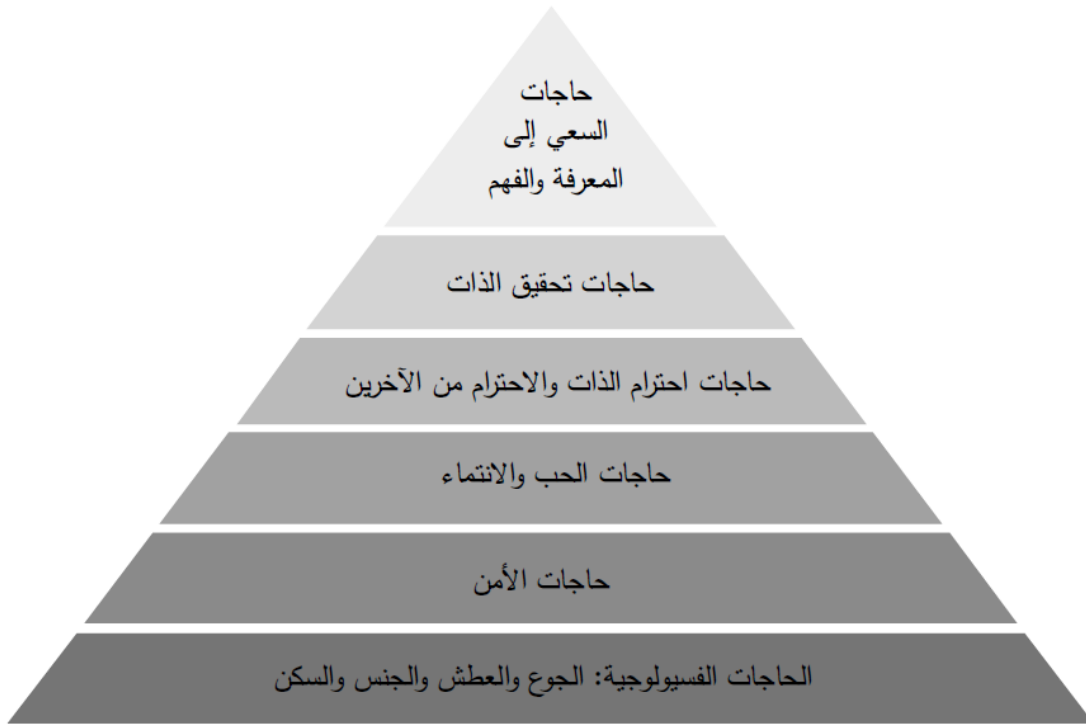 حاجات
السعي إلى
المعرفة والفهم
حاجات تحقيق الذات
حاجات احترام الذات والاحترام من الآخرين
حاجات الحب والانتماء
حاجات الأمن
الحاجات الفسيولوجية: الجوع والعطش والجنس والسكن